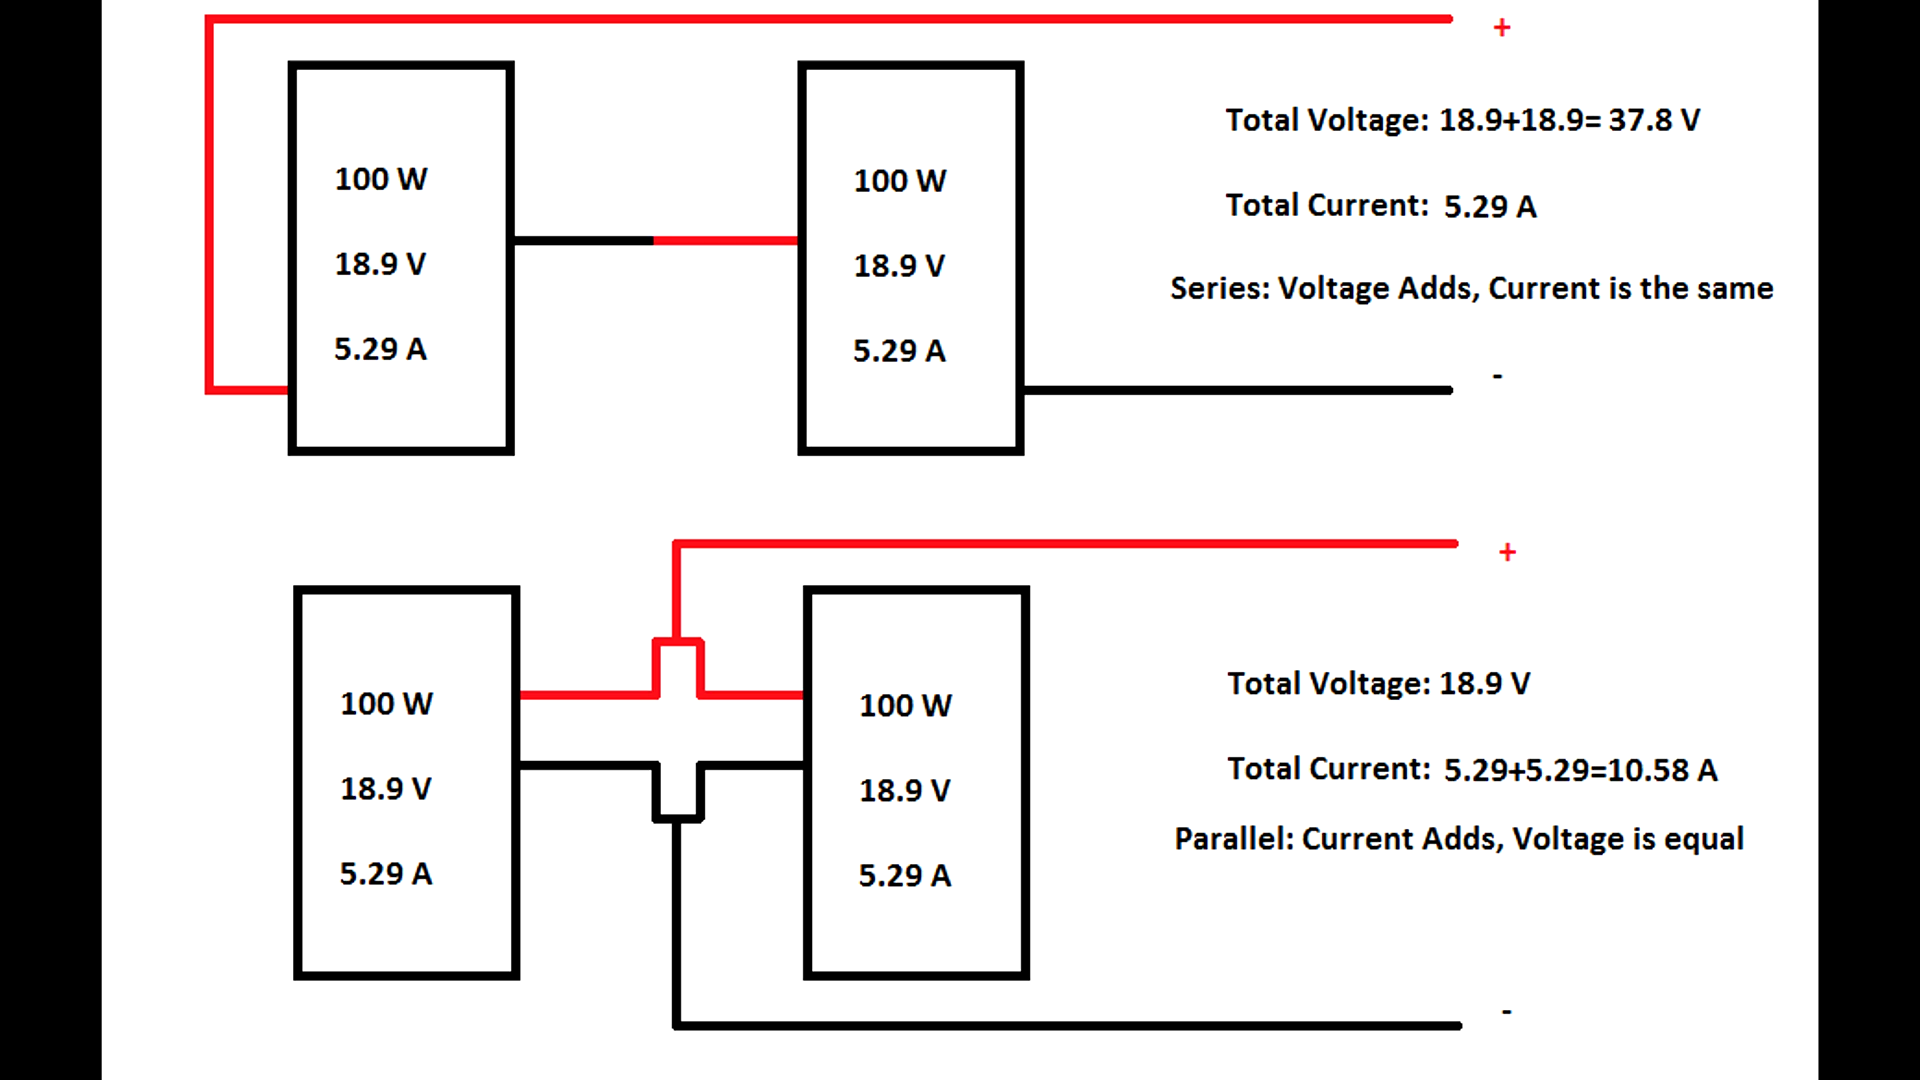 +
Total Voltage: 18.9+18.9= 37.8 V
100 W
100 W
Total Current: 5.29 A
18.9 V
18.9 V
Series: Voltage Adds, Current is the same
5.29 A
5.29 A
-
+
Total Voltage: 18.9 V
100 W
100 W
Total Current: 5.29+5.29=10.58 A
18.9 V
18.9 V
Parallel: Current Adds, Voltage is equal
5.29 A
5.29 A
-